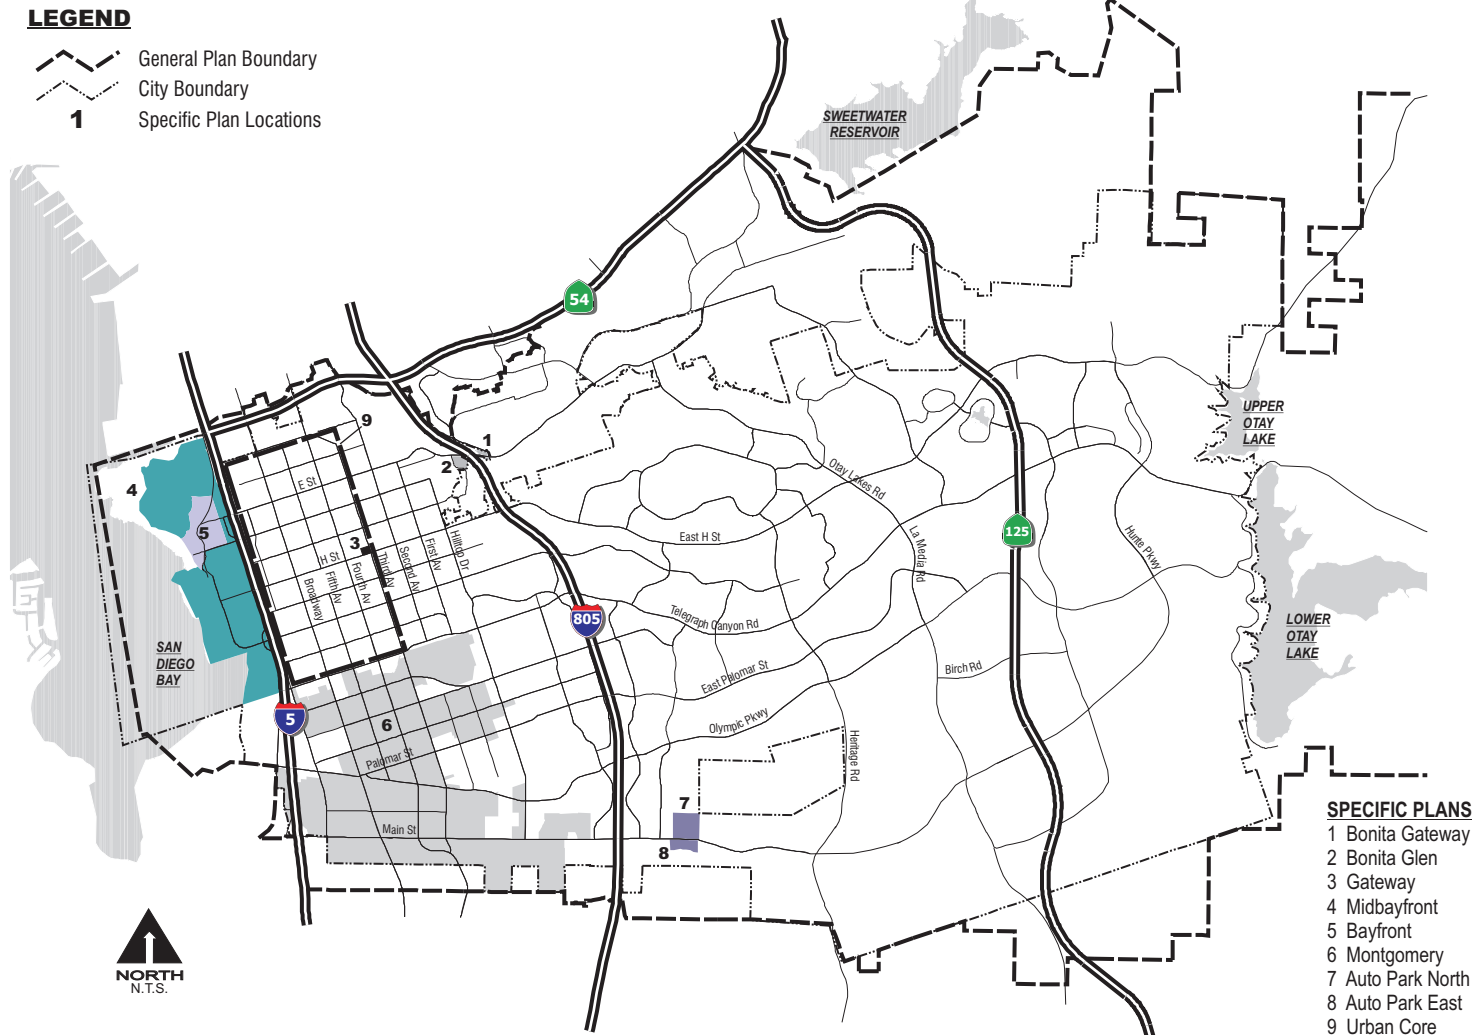 LEGEND
General Plan Boundary
City Boundary
1 Specific Plan Locations
SWEETWATER
RESERVOIR
54
9
1
2
UPPER
OTAY
LAKE
4
E St
Otay Lakes Rd
5
125
East H St
La Media Rd
Hunte Pkwy
H St
3
Third Av
Second Av
First Av
Hilltop Dr
Broadway
Fifth Av
Fourth Av
805
Telegraph Canyon Rd
LOWER
OTAY
LAKE
SAN
DIEGO
BAY
East Palomar St
Birch Rd
5
6
Olympic Pkwy
Palomar St
Heritage Rd
7
Main St
8
SPECIFIC PLANS
1 Bonita Gateway
2 Bonita Glen
3 Gateway
4 Midbayfront
5 Bayfront
6 Montgomery
7 Auto Park North
8 Auto Park East
9 Urban Core
NORTH
N.T.S.